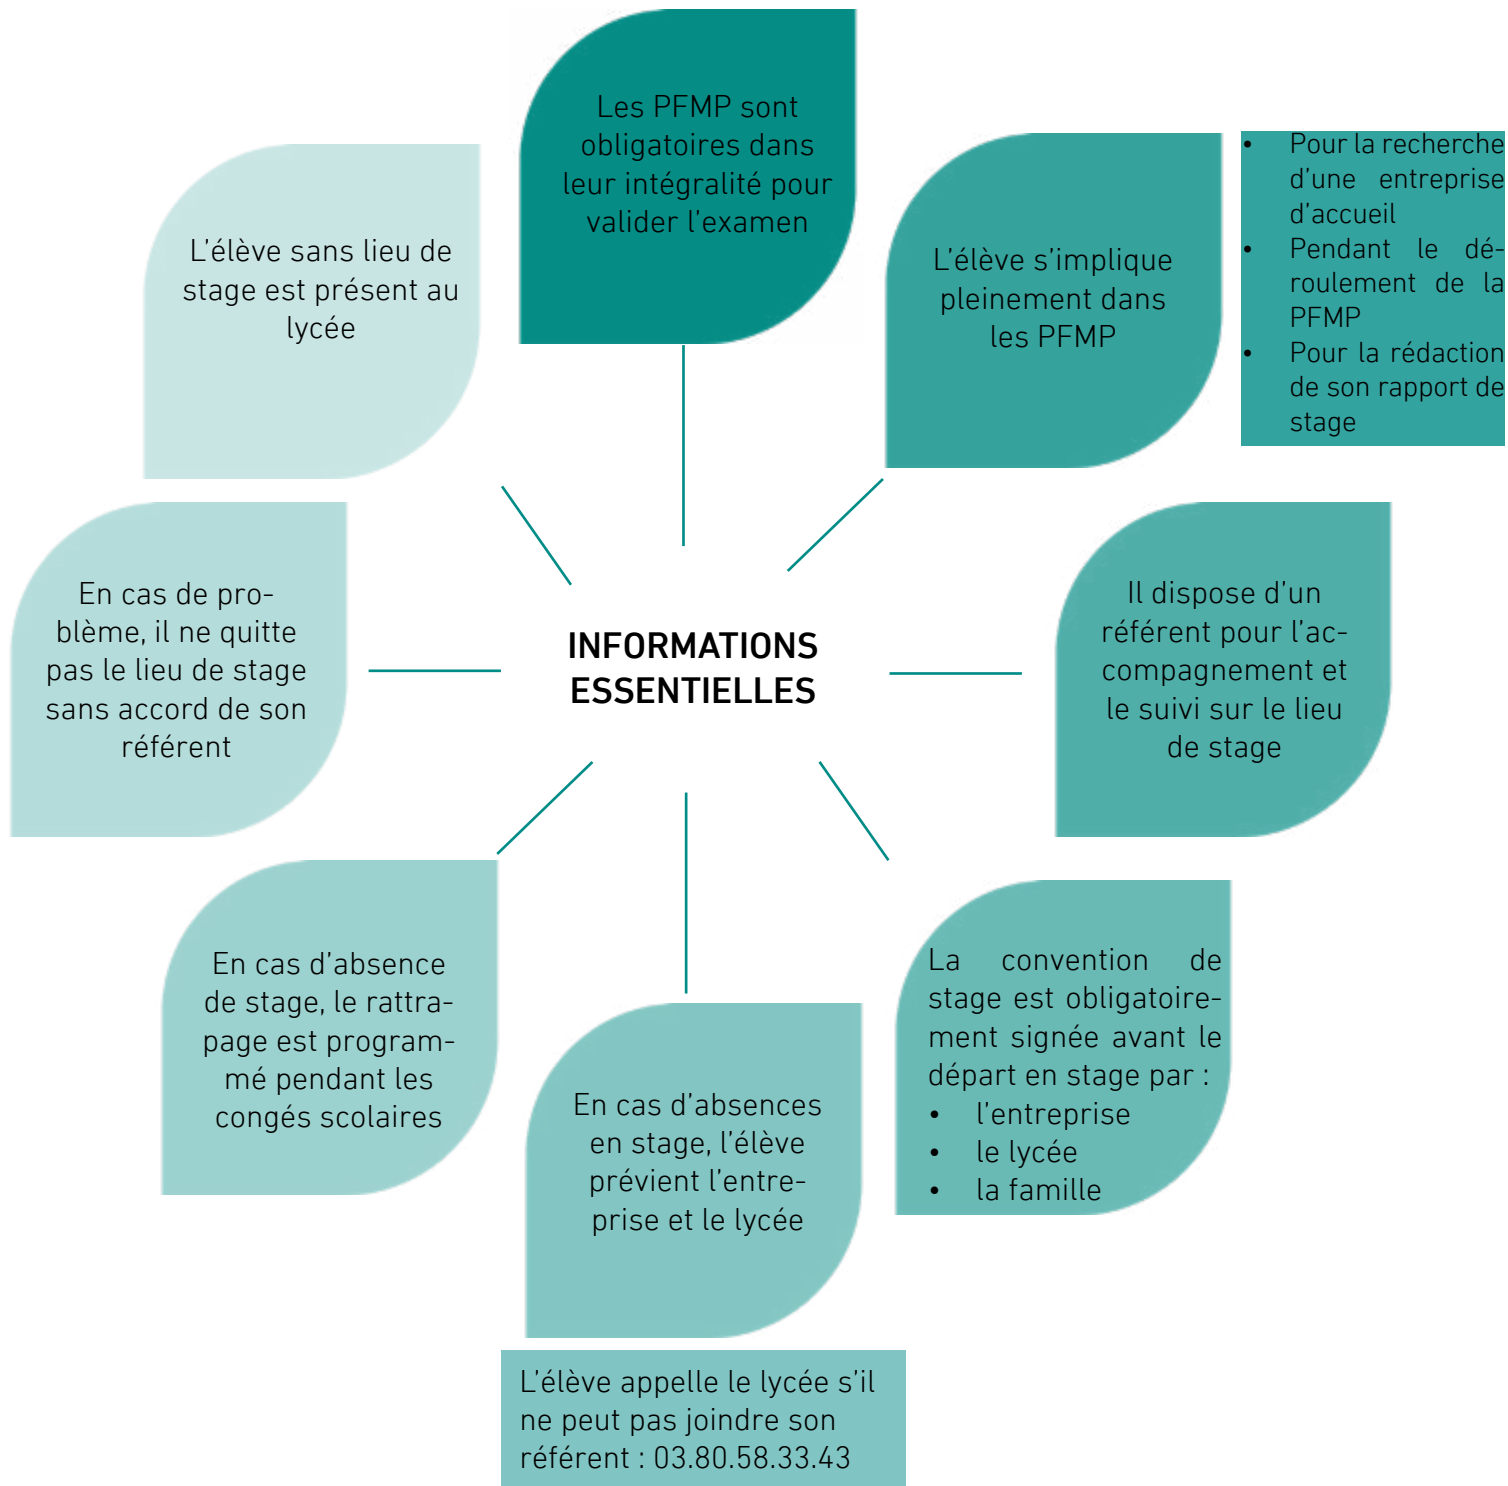 Les PFMP sont
obligatoires dans
leur intégralité pour
valider l’examen
L’élève s’implique
pleinement dans
les PFMP
• Pour la recherche
d’une entreprise
d’accueil
• Pendant le dé-
roulement de la
PFMP
• Pour la rédaction
de son rapport de
stage
Il dispose d’un
référent pour l’ac-
compagnement et
le suivi sur le lieu
de stage
La convention de
stage est obligatoire-
ment signée avant le
départ en stage par :
• l’entreprise
• le lycée
• la famille
En cas d’absences
en stage, l’élève
prévient l’entre-
prise et le lycée
L’élève appelle le lycée s’il
ne peut pas joindre son
référent : 03.80.58.33.43
En cas d’absence
de stage, le rattra-
page est program-
mé pendant les
congés scolaires
En cas de pro-
blème, il ne quitte
pas le lieu de stage
sans accord de son
référent
L’élève sans lieu de
stage est présent au
lycée
INFORMATIONS
ESSENTIELLES